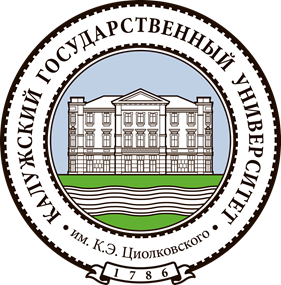 КАЛУЖСКИЙ ГОСУДАРСТВЕННЫЙ УНИВЕРСИТЕТ
им. К.Э. Циолковского
1786